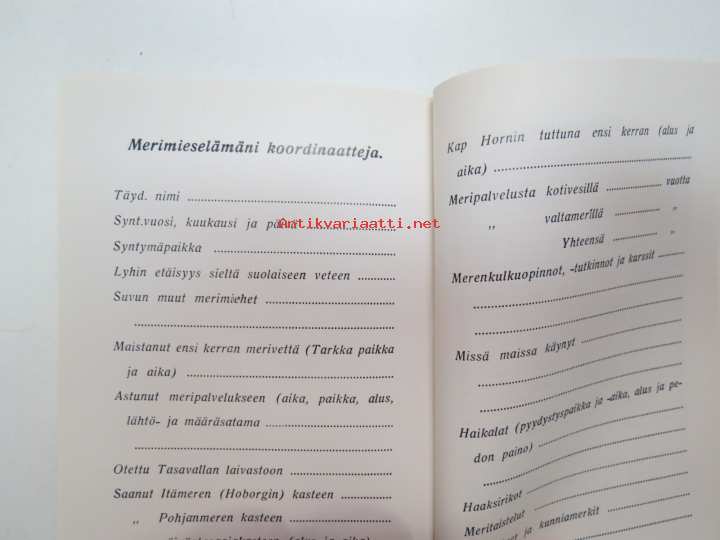 Merimieselämäni koordinaatteja.
Täyd. nimi
Synt.vuosi, kuukausi ja päivä
Antikvariaatti.net
Syntymäpaikka
Lyhin etäisyys sieltä suolaiseen veteen
Suvun muut merimiehet
Maistanut ensi kerran merivettä (Tarkka paikka
ja aika)
Astunut meripalvelukseen (aika, paikka, alus,
lähtö- ja määräsatama
Otettu Tasavallan laivastoon
Saanut Itämeren (Hoborgin) kasteen
„ Pohjanmeren kasteen
Kap Hornin tuttuna ensi kerran (alus ja
aika)
Meripalvelusta kotivesillä vuotta
„ valtamerillä „
Yhteensä „
Merenkulkuopinnot, -tutkinnot ja kurssit
Missä maissa käynyt
Haikalat (pyydystyspaikka ja -aika, alus ja pe-
don paino)
Haaksirikot
Meritaistelut
ja kunniamerkit